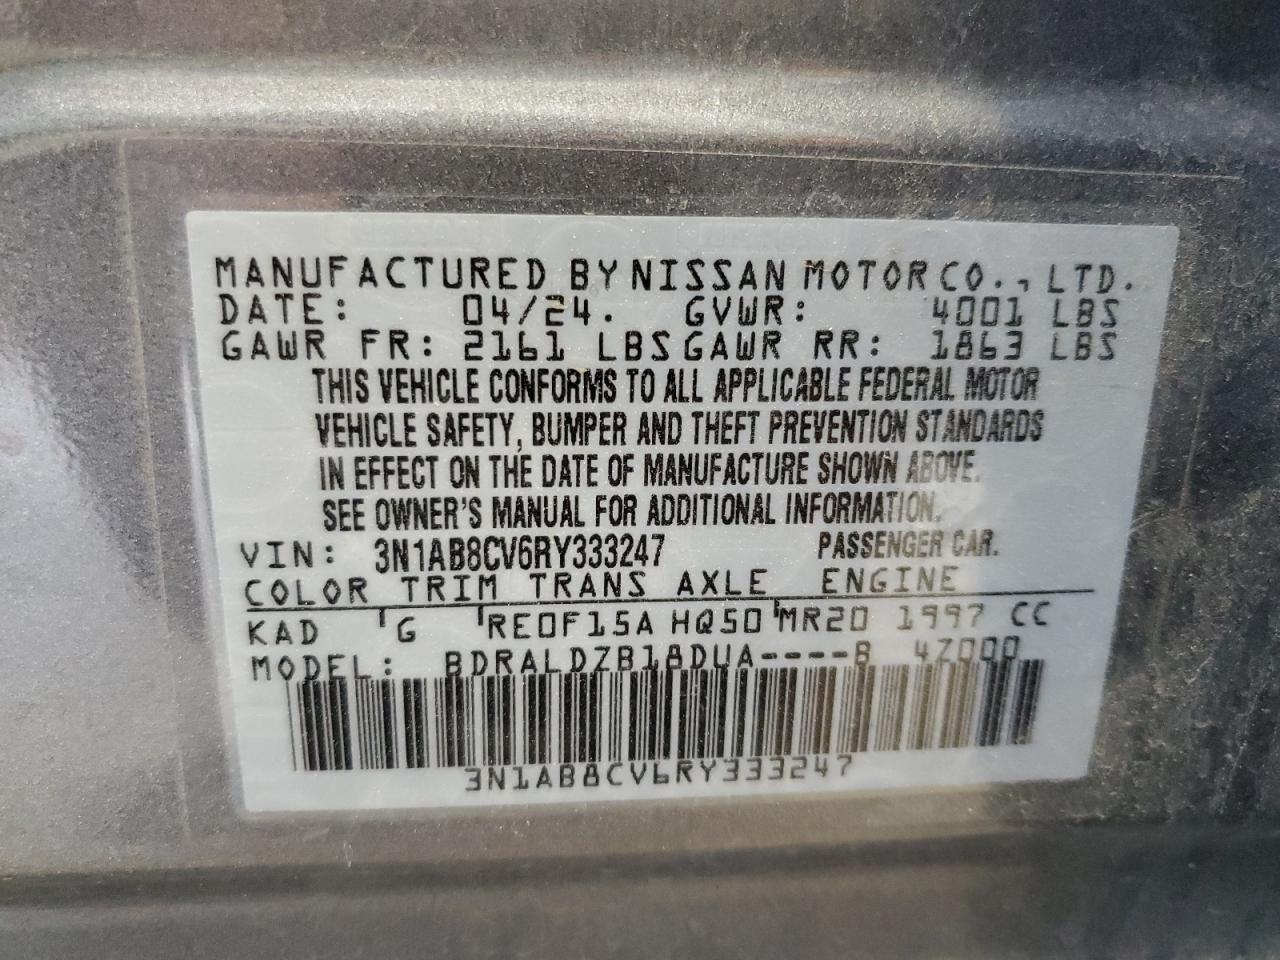 MANUFACTURED BY NISSAN MOTOR CO., LTD.
DATE: 04/24. GVWR: 4001 LBS
GAWR FR: 2161 LBS GAWR RR: 1863 LBS
THIS VEHICLE CONFORMS TO ALL APPLICABLE FEDERAL MOTOR
VEHICLE SAFETY, BUMPER AND THEFT PREVENTION STANDARDS
IN EFFECT ON THE DATE OF MANUFACTURE SHOWN ABOVE.
SEE OWNER'S MANUAL FOR ADDITIONAL INFORMATION.
VIN: 3N1AB8CV6RY333247 PASSENGER CAR.
COLOR TRIM TRANS AXLE ENGINE
KAD G RE0F15A HQ50 MR20 1997 CC
MODEL: BDRALDZB18DUA----B 4Z000
3N1AB8CV6RY333247